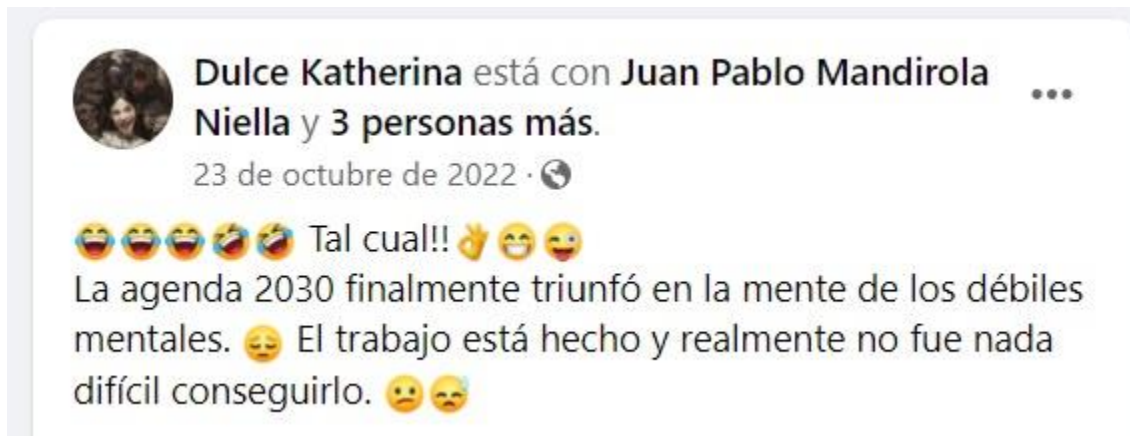 Dulce Katherina está con Juan Pablo Mandirola
Niella y 3 personas más.
23 de octubre de 2022 ·
😂😂😂🤣🤣 Tal cual!!👌😁😜
La agenda 2030 finalmente triunfó en la mente de los débiles
mentales. 😔 El trabajo está hecho y realmente no fue nada
difícil conseguirlo. 😕😓